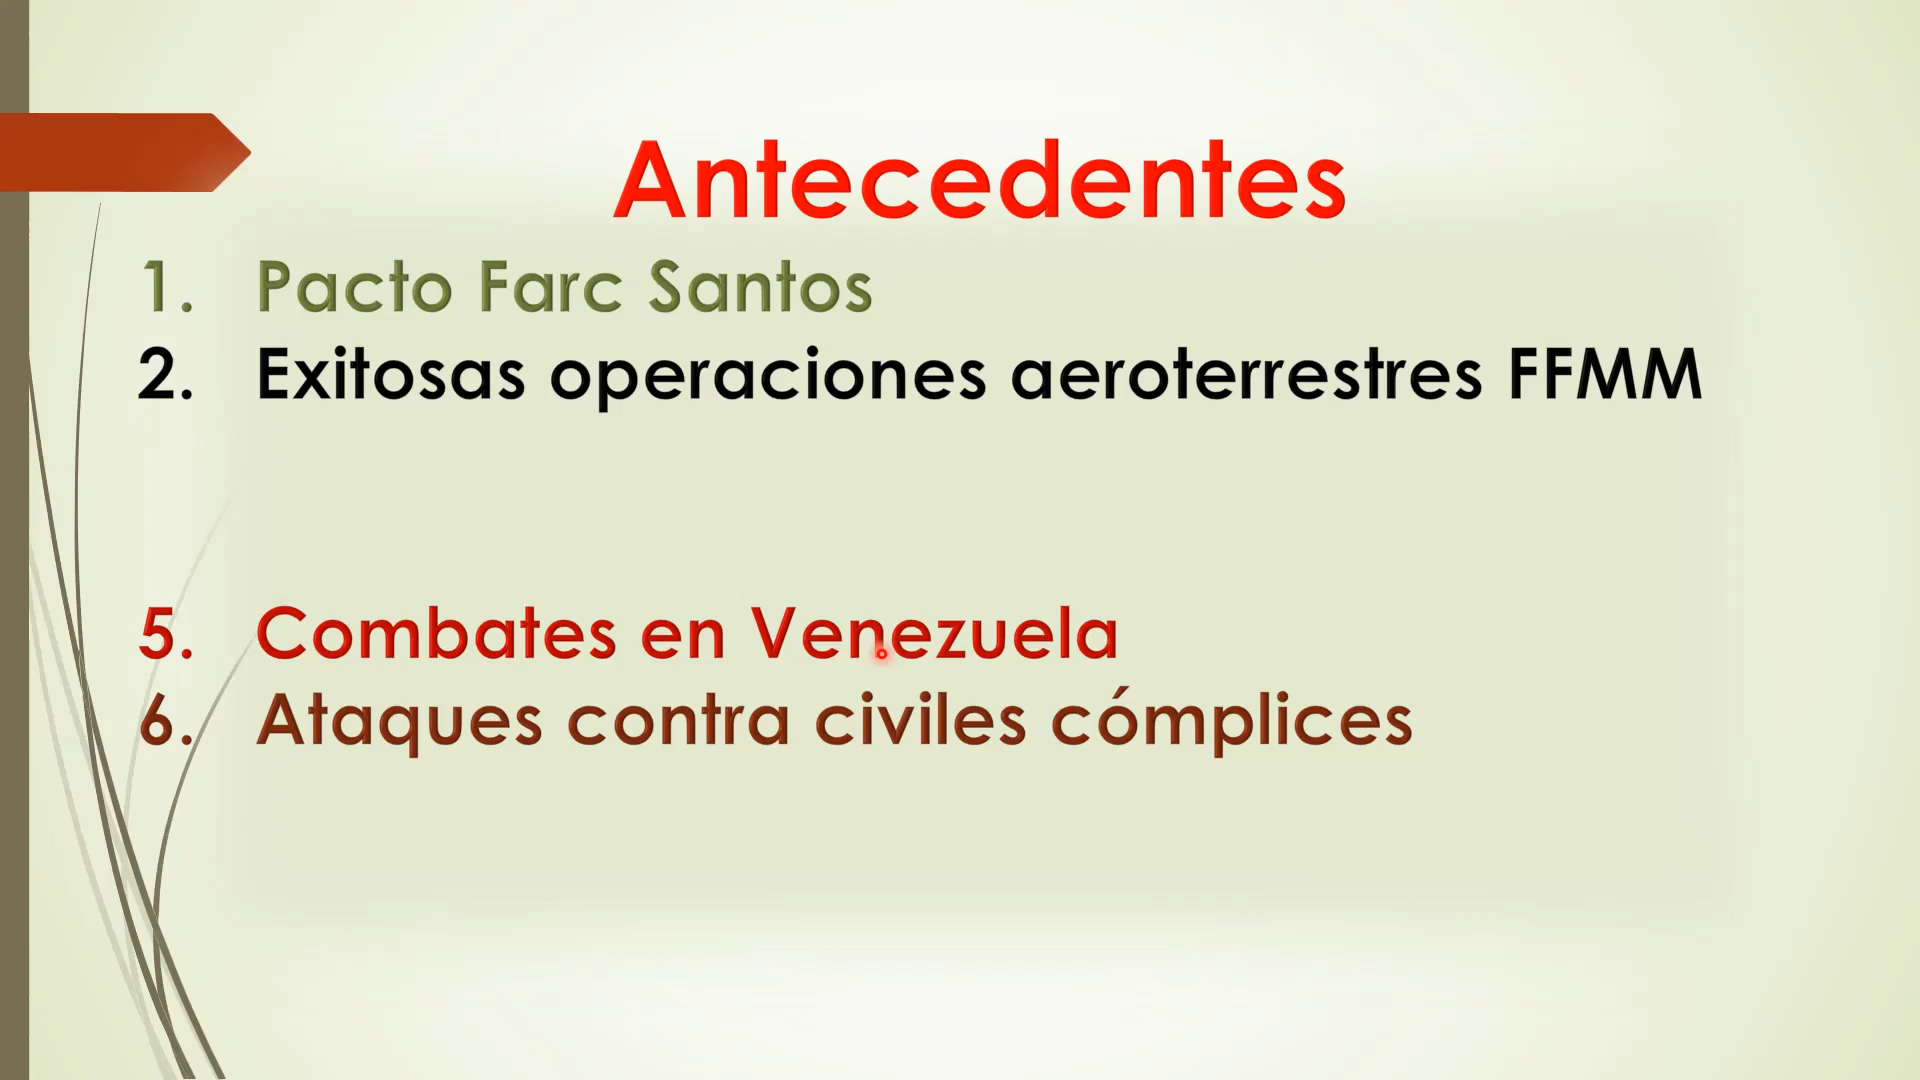 Antecedentes
1. Pacto Farc Santos
2. Exitosas operaciones aeroterrestres FFMM
5. Combates en Venezuela
6. Ataques contra civiles cómplices